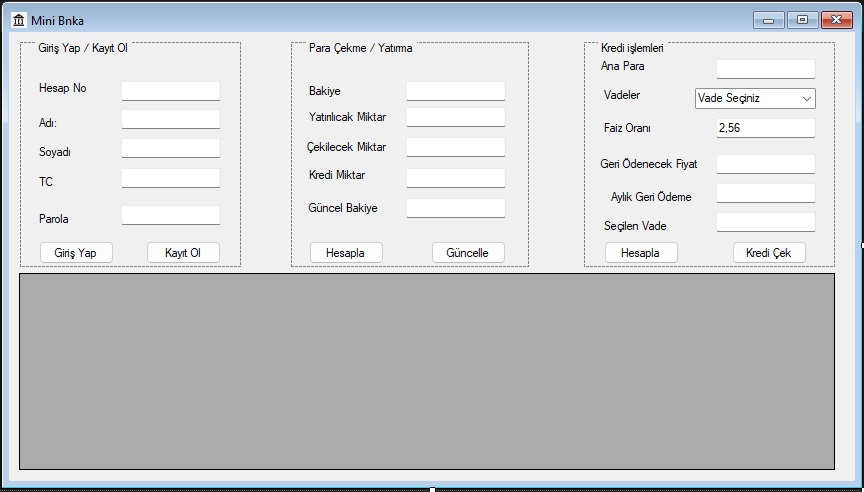 Mini Bnka
Giriş Yap / Kayıt Ol
Hesap No
Adı:
Soyadı
TC
Parola
Giriş Yap
Kayıt Ol
Para Çekme / Yatırma
Bakiye
Yatırılıcak Miktar
Çekilecek Miktar
Kredi Miktar
Güncel Bakiye
Hesapla
Güncelle
Kredi işlemleri
Ana Para
Vadeler
Vade Seçiniz
Faiz Oranı
2,56
Geri Ödenecek Fiyat
Aylık Geri Ödeme
Seçilen Vade
Hesapla
Kredi Çek